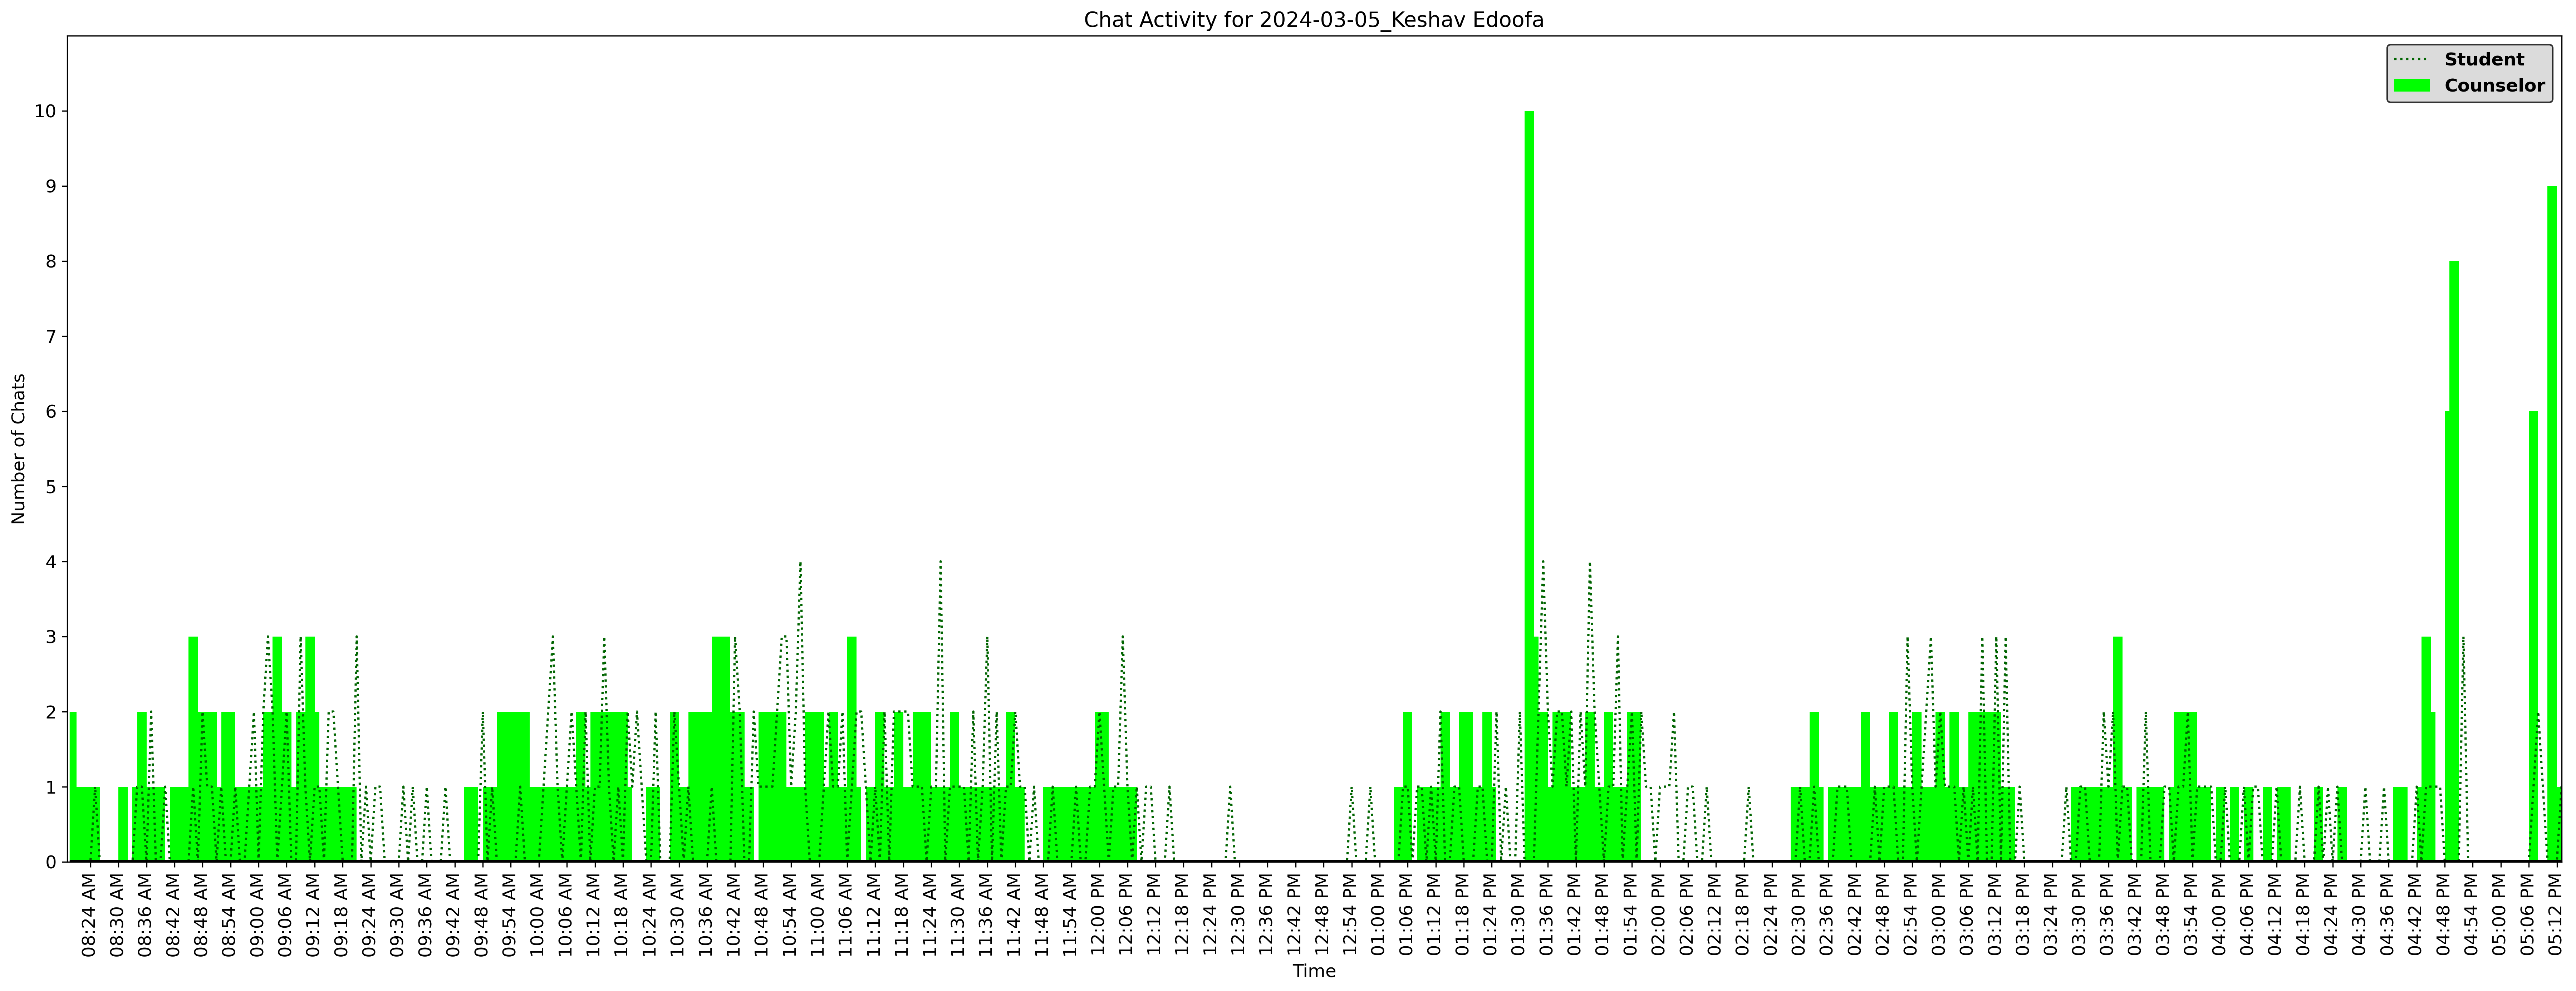 Chat Activity for 2024-03-05_Keshav Edoofa
Student
Counselor
Number of Chats
10
9
8
7
6
5
4
3
2
1
0
08:24 AM
08:30 AM
08:36 AM
08:42 AM
08:48 AM
08:54 AM
09:00 AM
09:06 AM
09:12 AM
09:18 AM
09:24 AM
09:30 AM
09:36 AM
09:42 AM
09:48 AM
09:54 AM
10:00 AM
10:06 AM
10:12 AM
10:18 AM
10:24 AM
10:30 AM
10:36 AM
10:42 AM
10:48 AM
10:54 AM
11:00 AM
11:06 AM
11:12 AM
11:18 AM
11:24 AM
11:30 AM
11:36 AM
11:42 AM
11:48 AM
11:54 AM
12:00 PM
12:06 PM
12:12 PM
12:18 PM
12:24 PM
12:30 PM
12:36 PM
12:42 PM
12:48 PM
12:54 PM
01:00 PM
01:06 PM
01:12 PM
01:18 PM
01:24 PM
01:30 PM
01:36 PM
01:42 PM
01:48 PM
01:54 PM
02:00 PM
02:06 PM
02:12 PM
02:18 PM
02:24 PM
02:30 PM
02:36 PM
02:42 PM
02:48 PM
02:54 PM
03:00 PM
03:06 PM
03:12 PM
03:18 PM
03:24 PM
03:30 PM
03:36 PM
03:42 PM
03:48 PM
03:54 PM
04:00 PM
04:06 PM
04:12 PM
04:18 PM
04:24 PM
04:30 PM
04:36 PM
04:42 PM
04:48 PM
04:54 PM
05:00 PM
05:06 PM
05:12 PM
Time